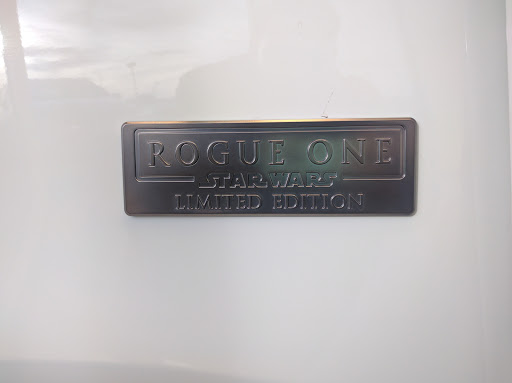 ROGUE ONE
STAR WARS
LIMITED EDITION